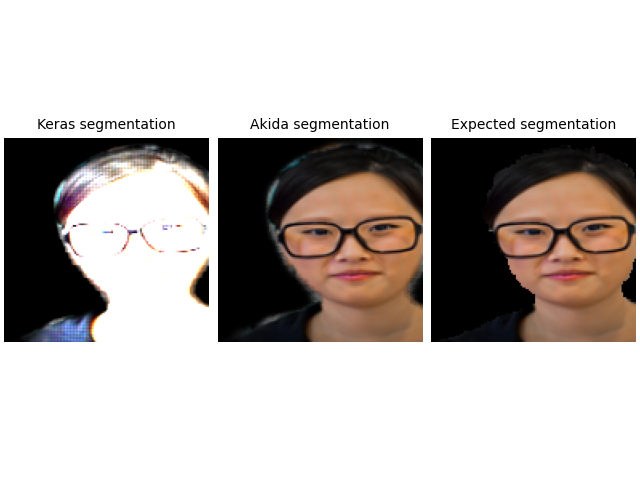 Keras segmentation
Akida segmentation
Expected segmentation